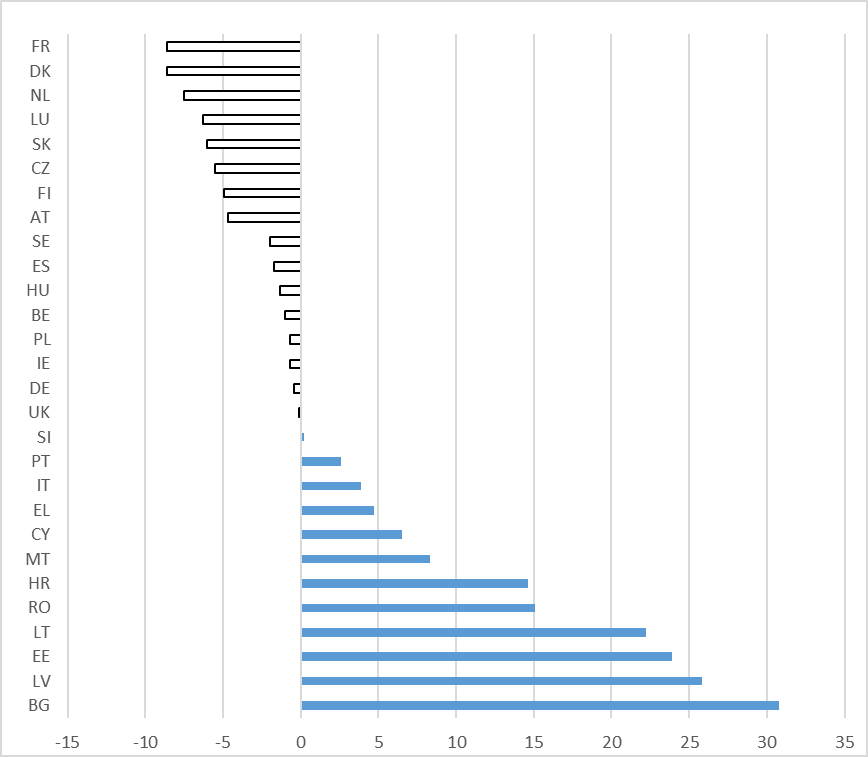 FR
DK
NL
LU
SK
CZ
FI
AT
SE
ES
HU
BE
PL
IE
DE
UK
SI
PT
IT
EL
CY
MT
HR
RO
LT
EE
LV
BG
-15 -10 -5 0 5 10 15 20 25 30 35